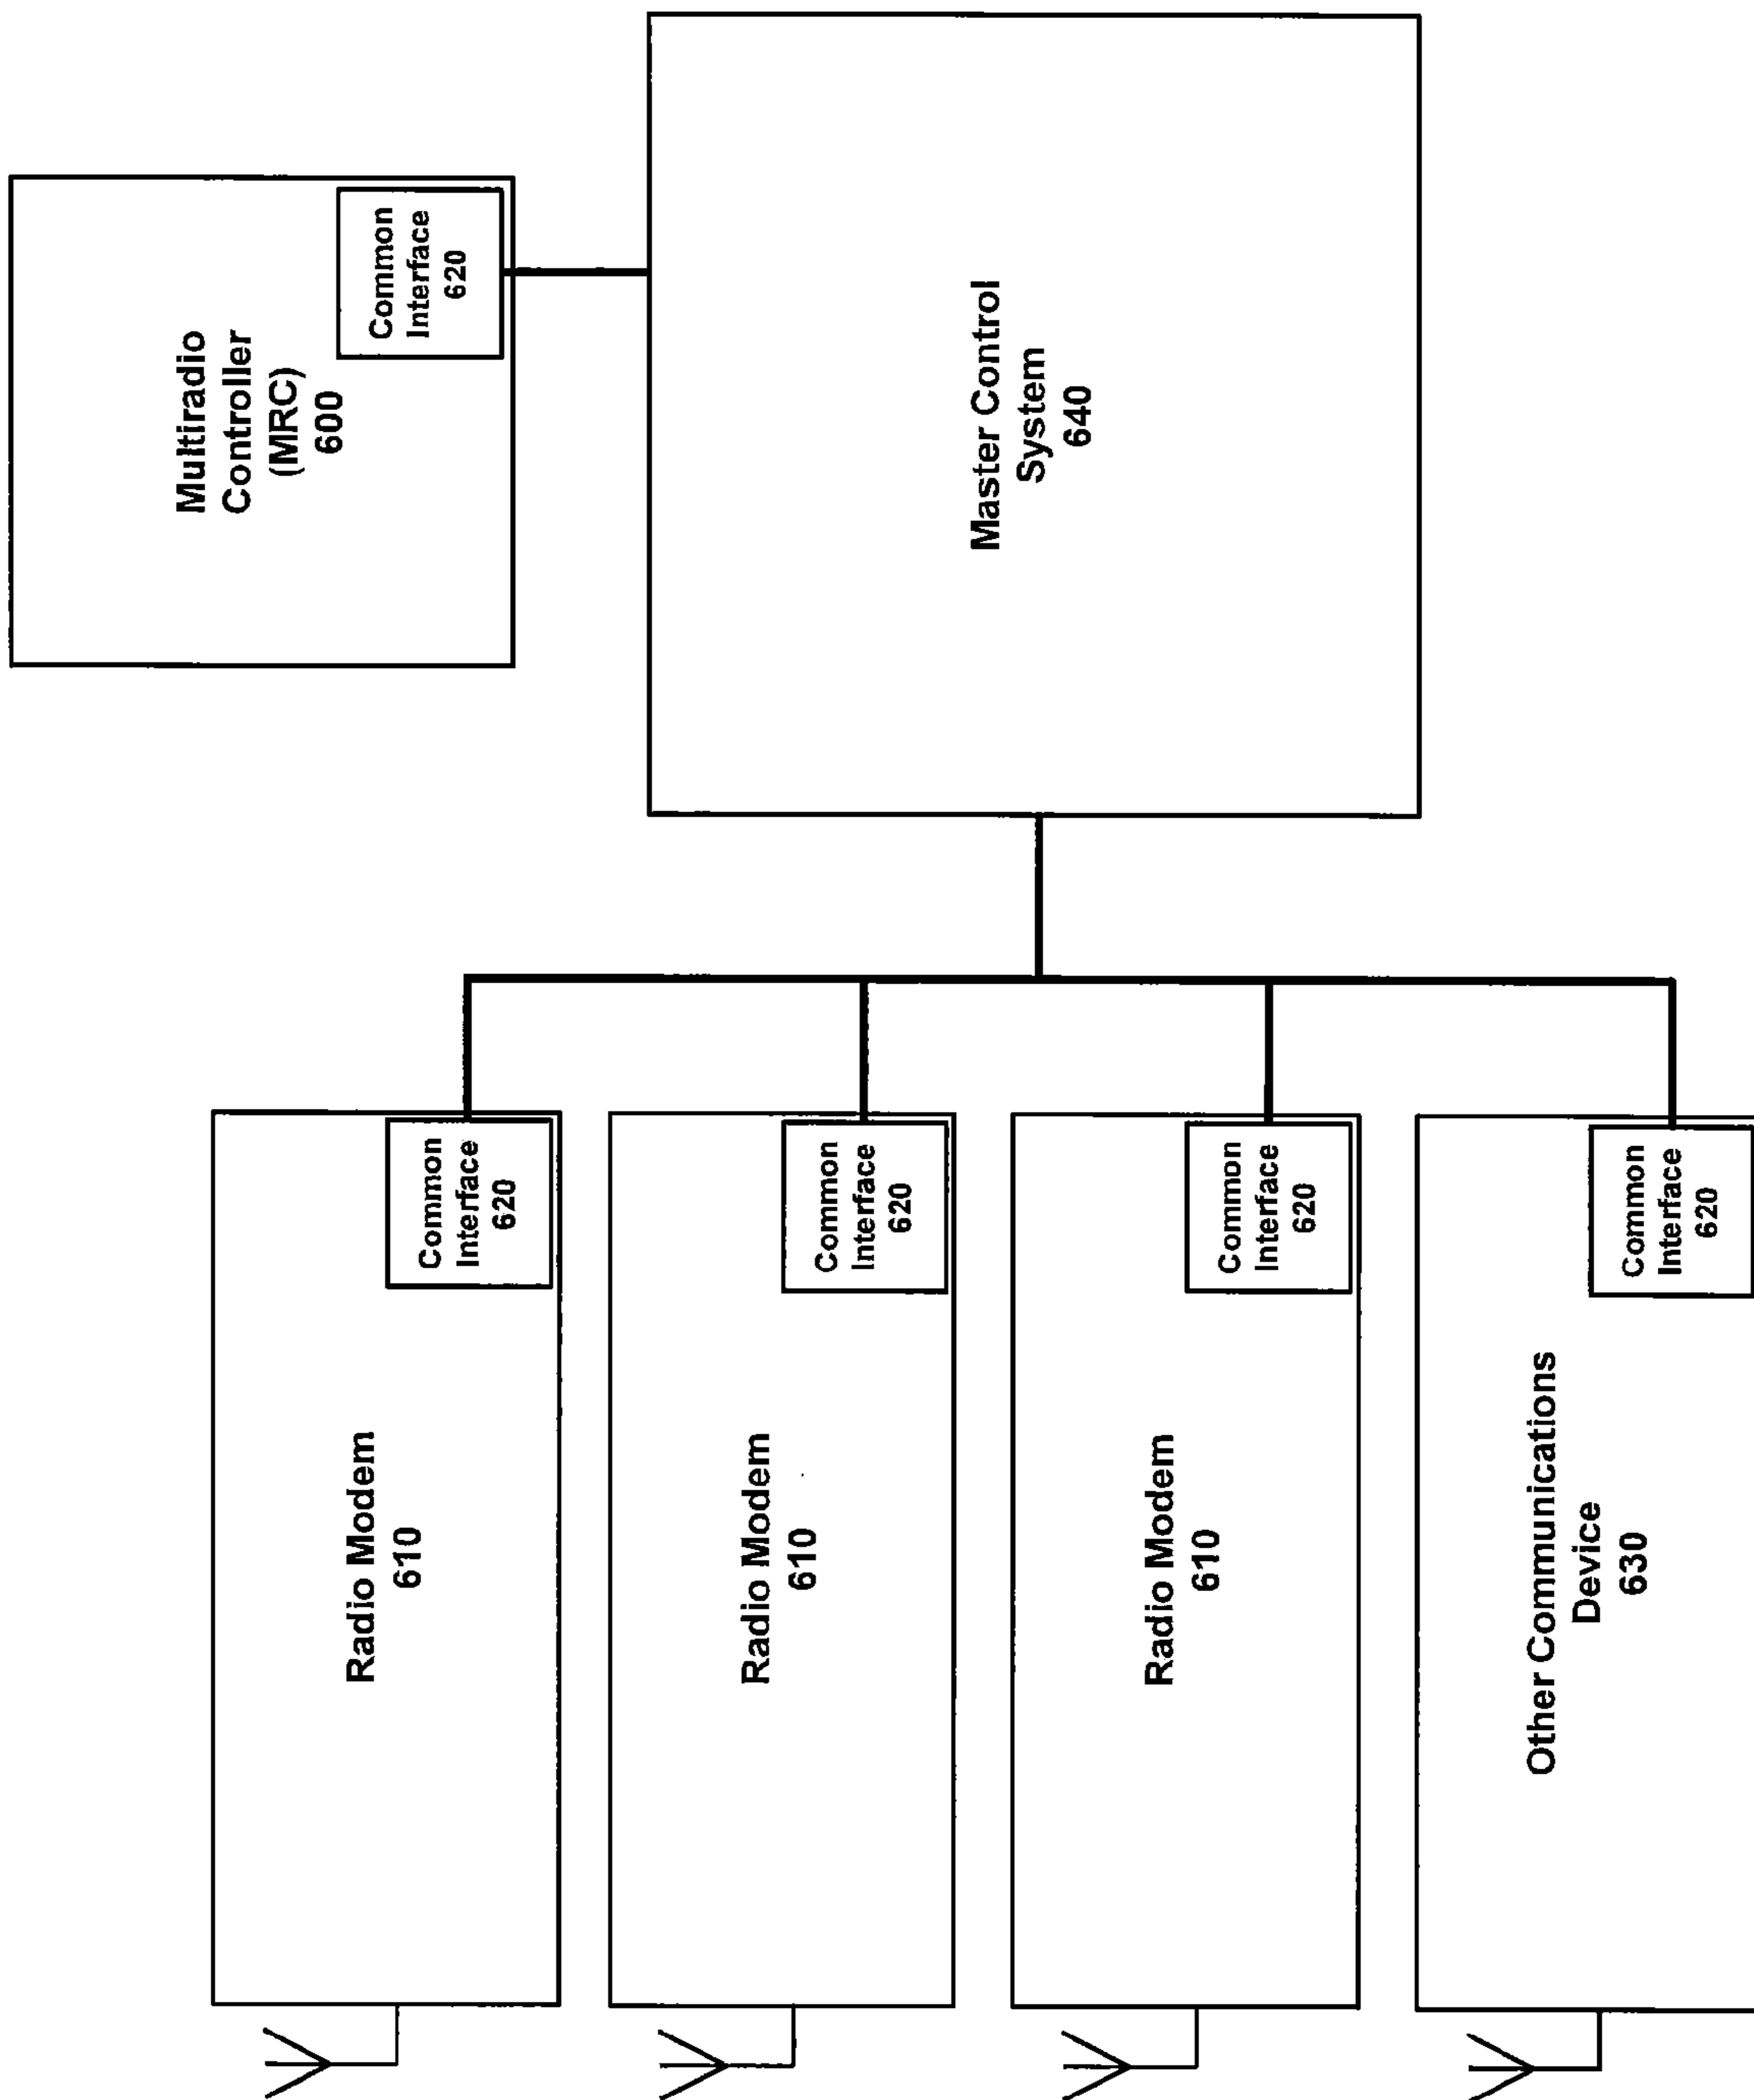 Multiradio
Controller
(MRC)
600
Common
Interface
620
Master Control
System
640
Radio Modem
610
Common
Interface
620
Radio Modem
610
Common
Interface
620
Radio Modem
610
Common
Interface
620
Other Communications
Device
630
Common
Interface
620